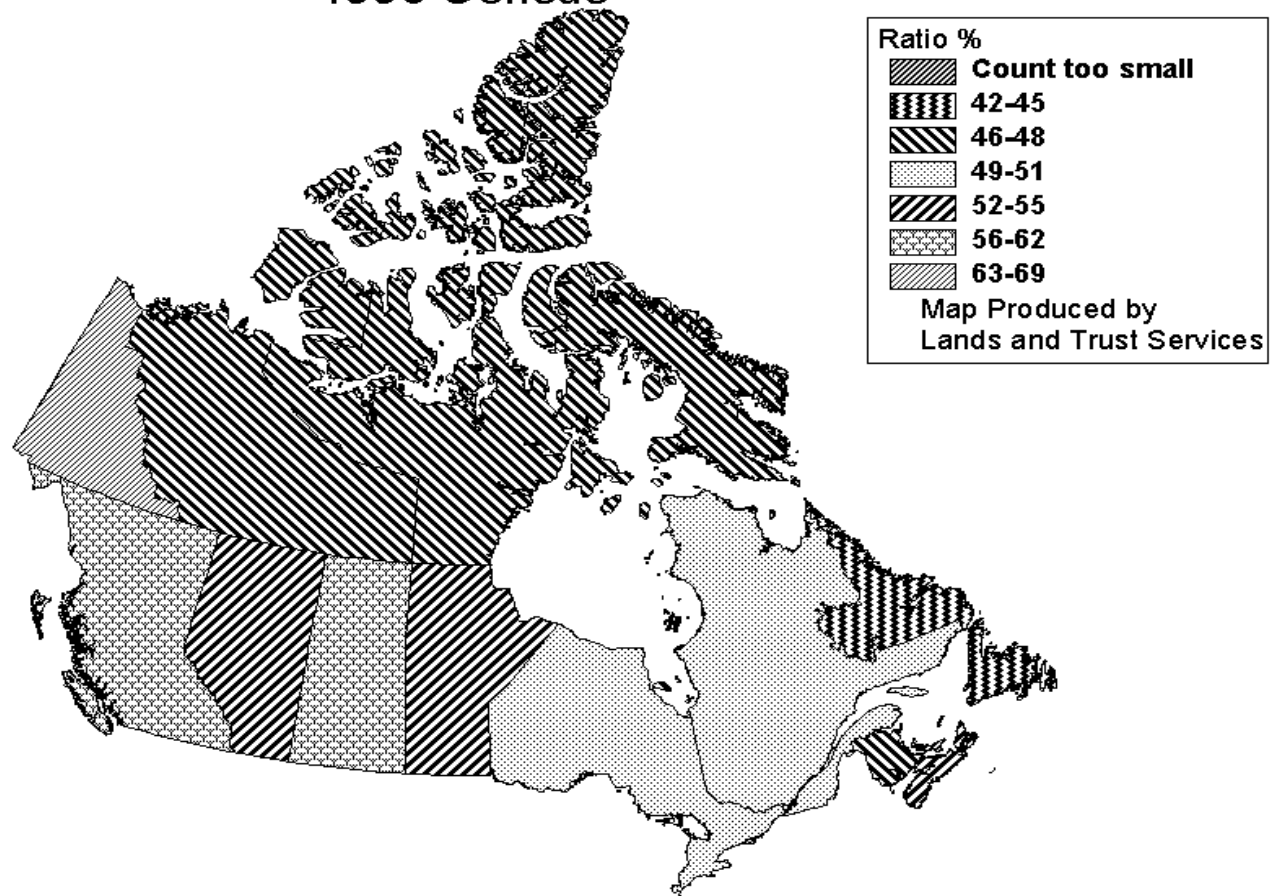 Ratio %
Count too small
42-45
46-48
49-51
52-55
56-62
63-69
Map Produced by
Lands and Trust Services